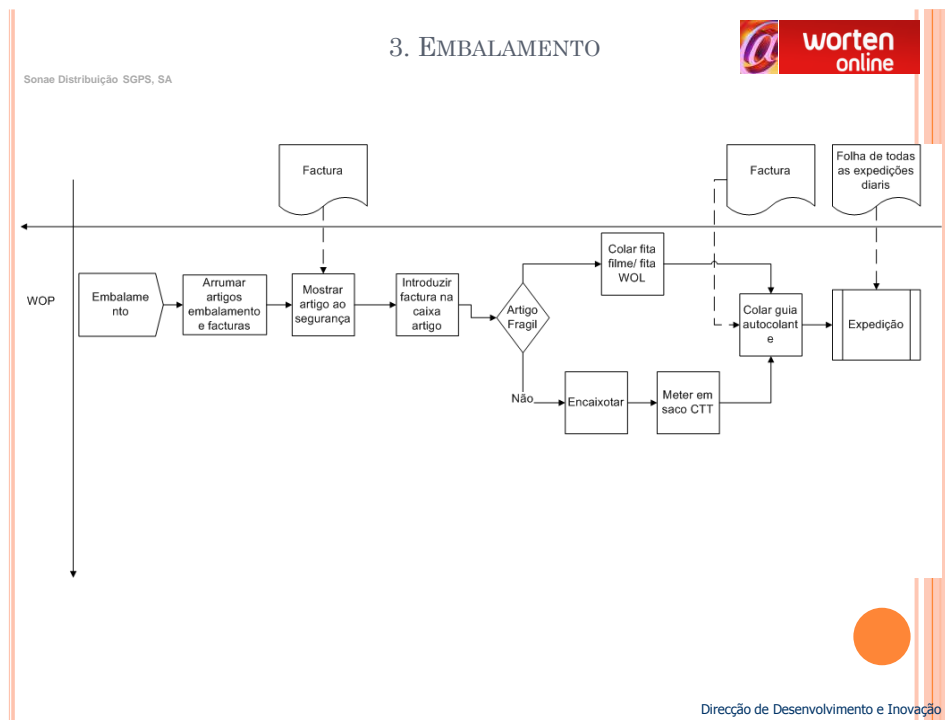 3. EMBALAMENTO
worten
online
Sonae Distribuição SGPS, SA
Factura
Factura
Folha de todas
as expedições
diaris
WOP
Embalame
nto
Arrumar
artigos
embalamento
e facturas
Mostrar
artigo ao
segurança
Introduzir
factura na
caixa
artigo
Artigo
Fragil
Colar fita
filme/ fita
WOL
Não
Encaixotar
Meter em
saco CTT
Colar guia
autocolant
e
Expedição
Direcção de Desenvolvimento e Inovação